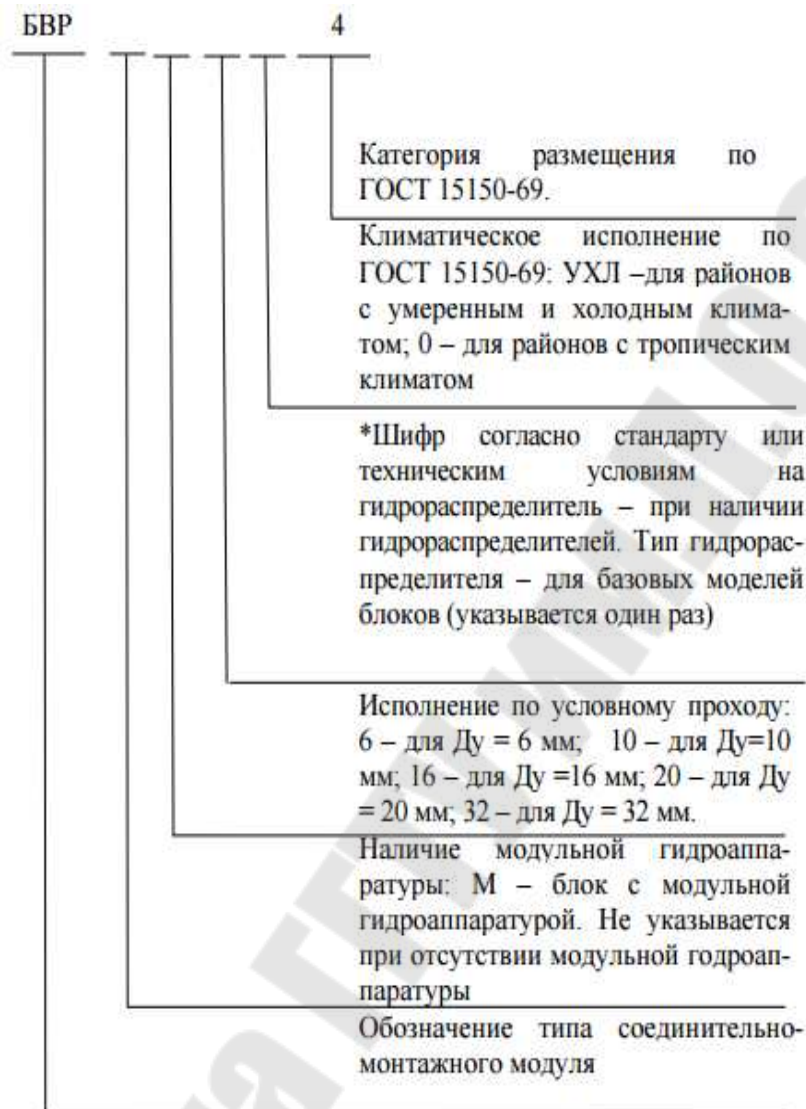 БВР 4
Категория размещения по
ГОСТ 15150-69.
Климатическое исполнение по
ГОСТ 15150-69: УХЛ –для районов
с умеренным и холодным клима-
том; 0 – для районов с тропическим
климатом
*Шифр согласно стандарту или
техническим условиям на
гидрораспределитель – при наличии
гидрораспределителей. Тип гидрорас-
пределителя – для базовых моделей
блоков (указывается один раз)
Исполнение по условному проходу:
6 – для Ду = 6 мм; 10 – для Ду=10
мм; 16 – для Ду =16 мм; 20 – для Ду
= 20 мм; 32 – для Ду = 32 мм.
Наличие модульной гидроаппа-
ратуры: М – блок с модульной
гидроаппаратурой. Не указывается
при отсутствии модульной годроап-
паратуры
Обозначение типа соединительно-
монтажного модуля